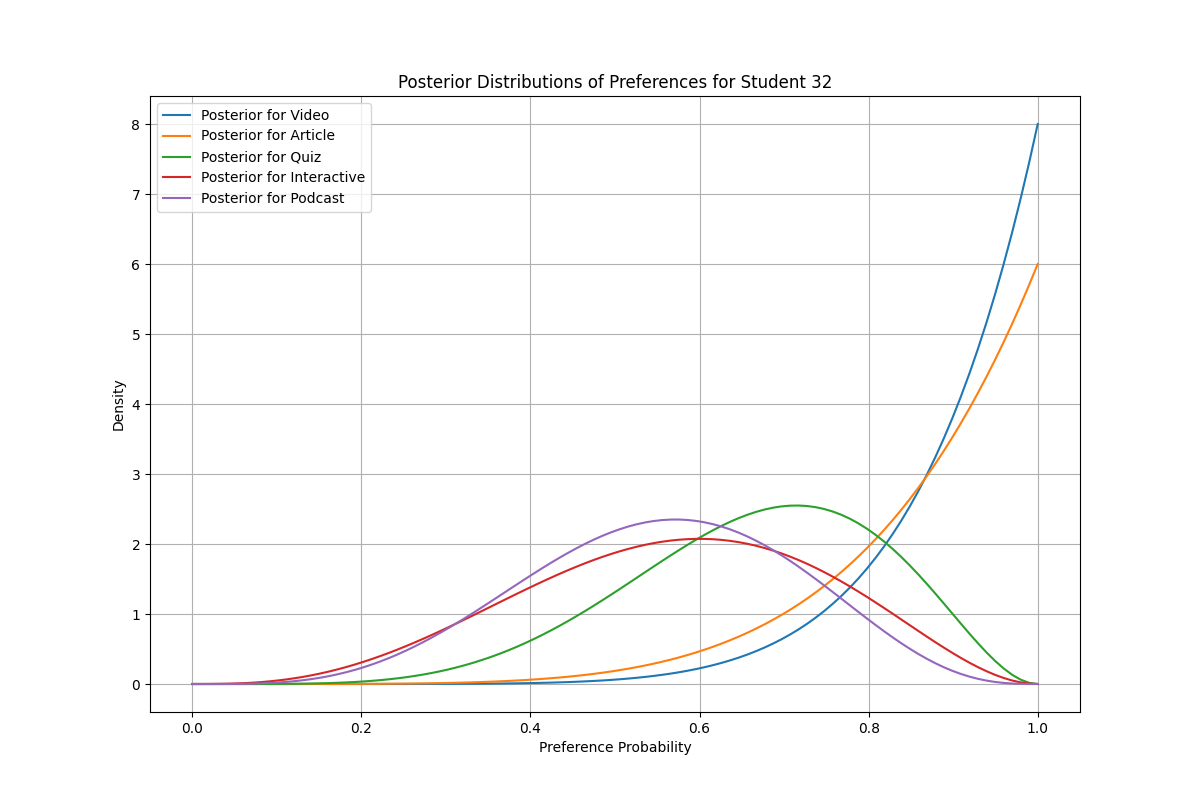 Posterior Distributions of Preferences for Student 32
Posterior for Video
Posterior for Article
Posterior for Quiz
Posterior for Interactive
Posterior for Podcast
8
7
6
5
4
3
2
1
0
Density
0.0 0.2 0.4 0.6 0.8 1.0
Preference Probability